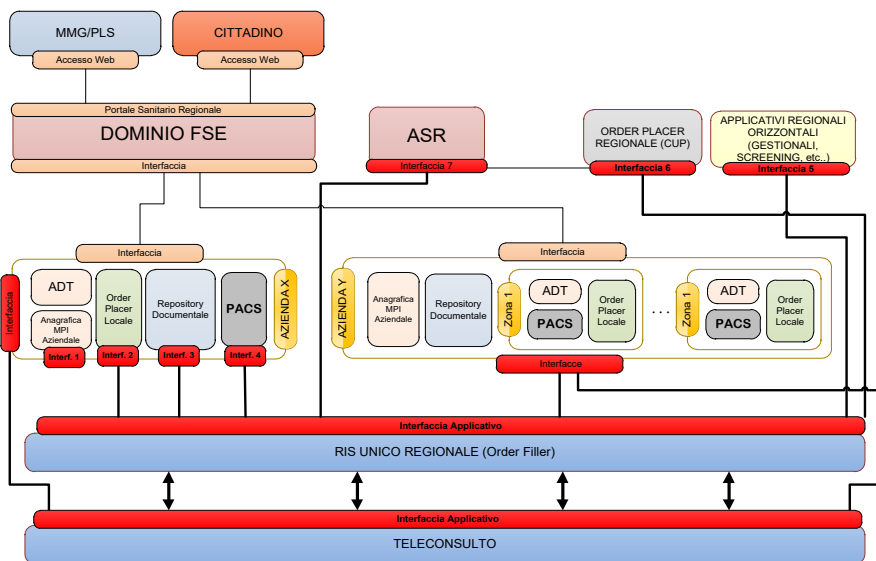 MMG/PLS
CITTADINO
Accesso Web
Accesso Web
Portale Sanitario Regionale
DOMINIO FSE
Interfaccia
ASR
Interfaccia 7
ORDER PLACER
REGIONALE (CUP)
Interfaccia 6
APPLICATIVI REGIONALI
ORIZZONTALI
(GESTIONALI,
SCREENING, etc..)
Interfaccia 5
Interfaccia
Interfaccia
Interfaccia
ADT
Anagrafica
MPI
Aziendale
Interf. 1
Order
Placer
Locale
Interf. 2
Repository
Documentale
Interf. 3
PACS
Interf. 4
AZIENDA X
AZIENDA Y
Anagrafica
MPI
Aziendale
Repository
Documentale
Zona 1
ADT
PACS
Order
Placer
Locale
. . .
Zona 1
ADT
PACS
Order
Placer
Locale
Interfacce
Interfaccia Applicativo
RIS UNICO REGIONALE (Order Filler)
Interfaccia Applicativo
TELECONSULTO